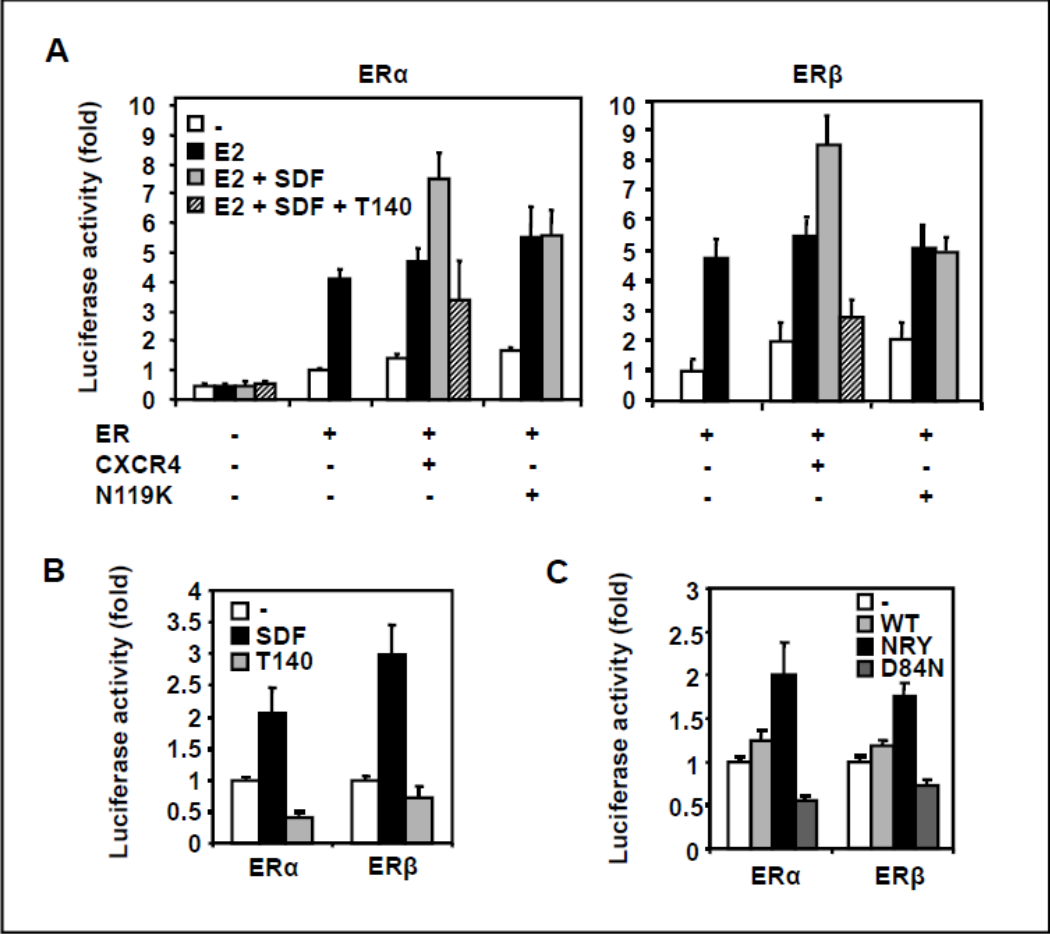 A
ERα
ERβ
Luciferase activity (fold)
10
9
8
7
6
5
4
3
2
1
0
-
E2
E2 + SDF
E2 + SDF + T140
10
9
8
7
6
5
4
3
2
1
0
ER - + + + + + +
CXCR4 - - + - - + -
N119K - - - + - - +
B
Luciferase activity (fold)
4
3.5
3
2.5
2
1.5
1
0.5
0
-
SDF
T140
ERα ERβ
C
Luciferase activity (fold)
3
2.5
2
1.5
1
0.5
0
-
WT
NRY
D84N
ERα ERβ